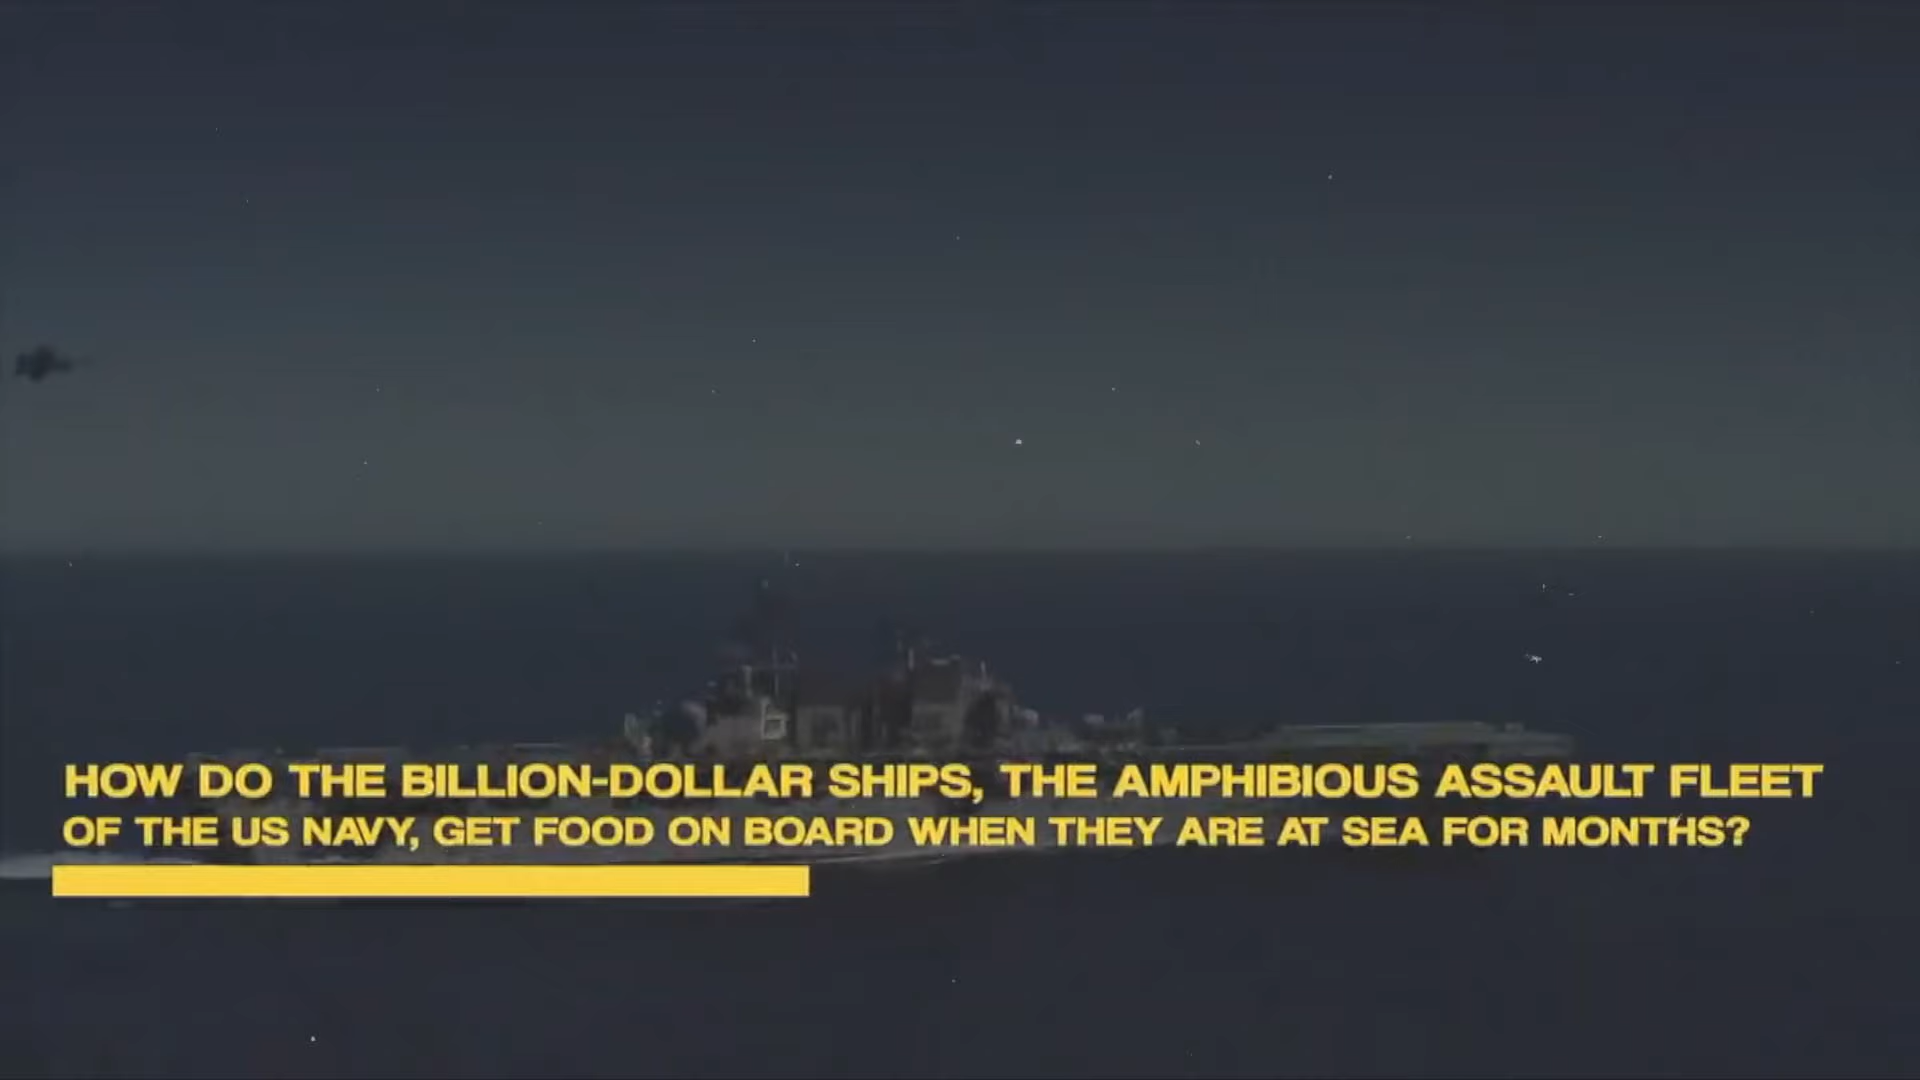 HOW DO THE BILLION-DOLLAR SHIPS, THE AMPHIBIOUS ASSAULT FLEET
OF THE US NAVY, GET FOOD ON BOARD WHEN THEY ARE AT SEA FOR MONTHS?